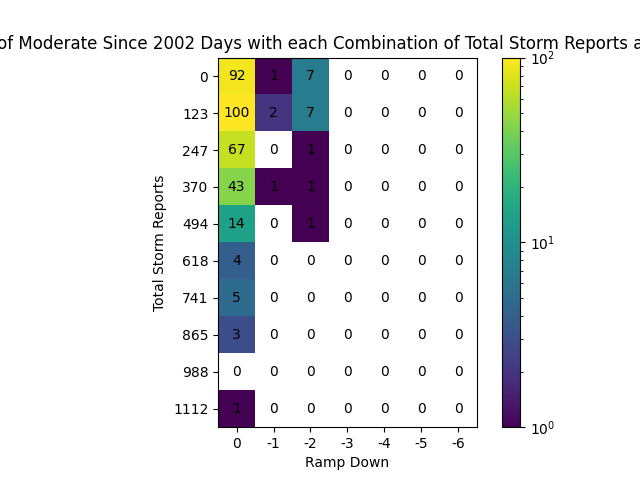 of Moderate Since 2002 Days with each Combination of Total Storm Reports a
0 92 1 7 0 0 0 0
123 100 2 7 0 0 0 0
247 67 0 1 0 0 0 0
370 43 1 1 0 0 0 0
494 14 0 1 0 0 0 0
618 4 0 0 0 0 0 0
741 5 0 0 0 0 0 0
865 3 0 0 0 0 0 0
988 0 0 0 0 0 0 0
1112 1 0 0 0 0 0 0
0 -1 -2 -3 -4 -5 -6
Ramp Down
Total Storm Reports
10²
10¹
10⁰